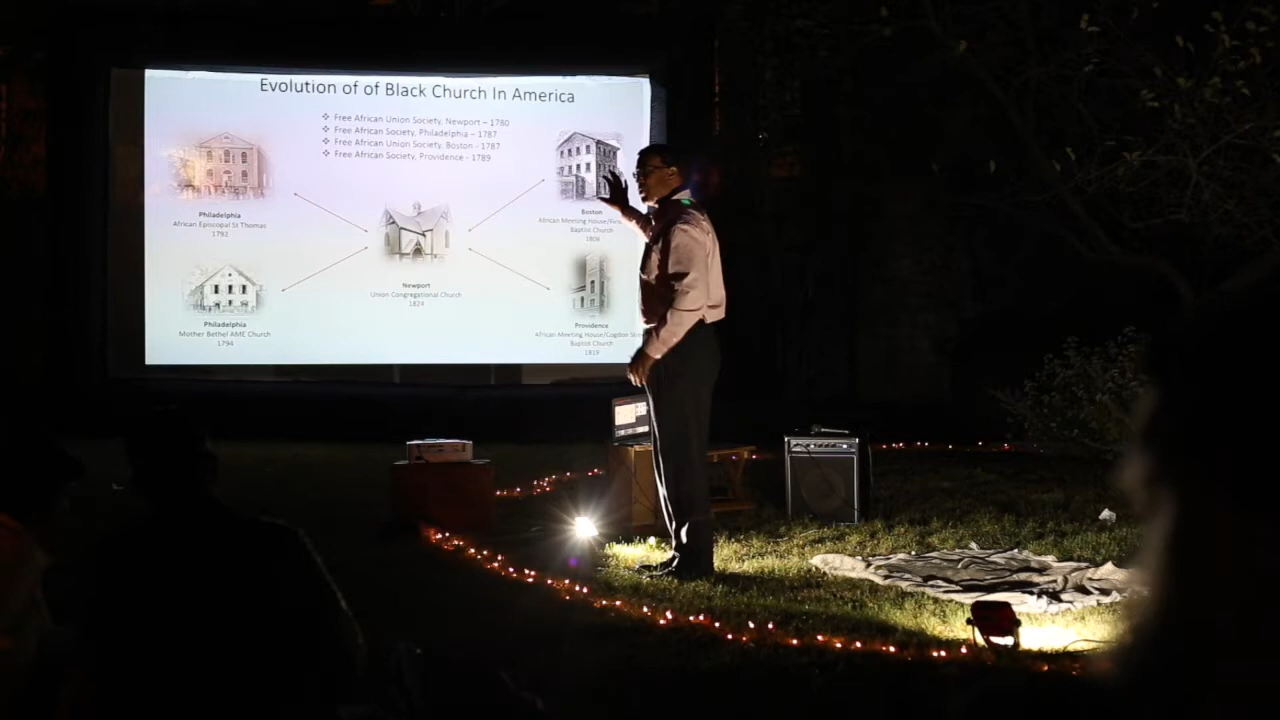 Evolution of of Black Church In America
❖ Free African Union Society, Newport – 1780
❖ Free African Society, Philadelphia – 1787
❖ Free African Union Society, Boston - 1787
❖ Free African Society, Providence - 1789
Philadelphia
African Episcopal St Thomas
1792
Boston
African Meeting House/
Baptist Church
Newport
Union Congregational Church
1824
Philadelphia
Mother Bethel AME Church
1794
Providence
African Meeting House/Cogdon
Baptist Church
1819